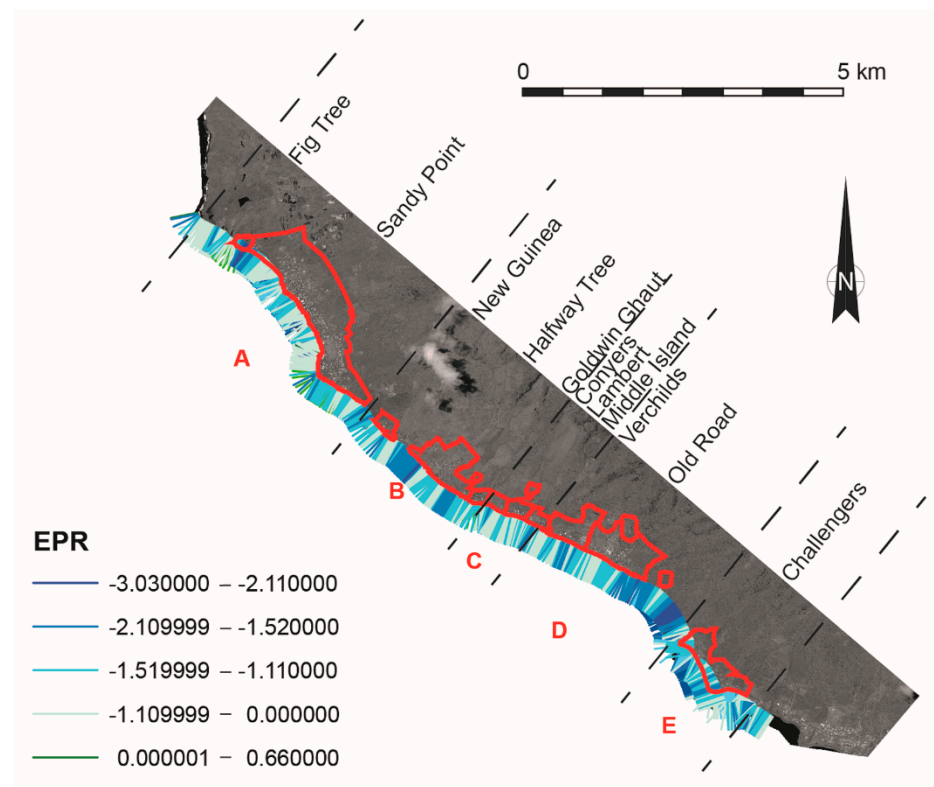 0 5 km
Fig Tree
Sandy Point
New Guinea
Halfway Tree
Goldwin Ghaut
Conyers
Lambert
Middle Island
Verchilds
Old Road
Challengers
N
A
B
C
D
E
EPR
-3.030000 – -2.110000
-2.109999 – -1.520000
-1.519999 – -1.110000
-1.109999 – 0.000000
0.000001 – 0.660000